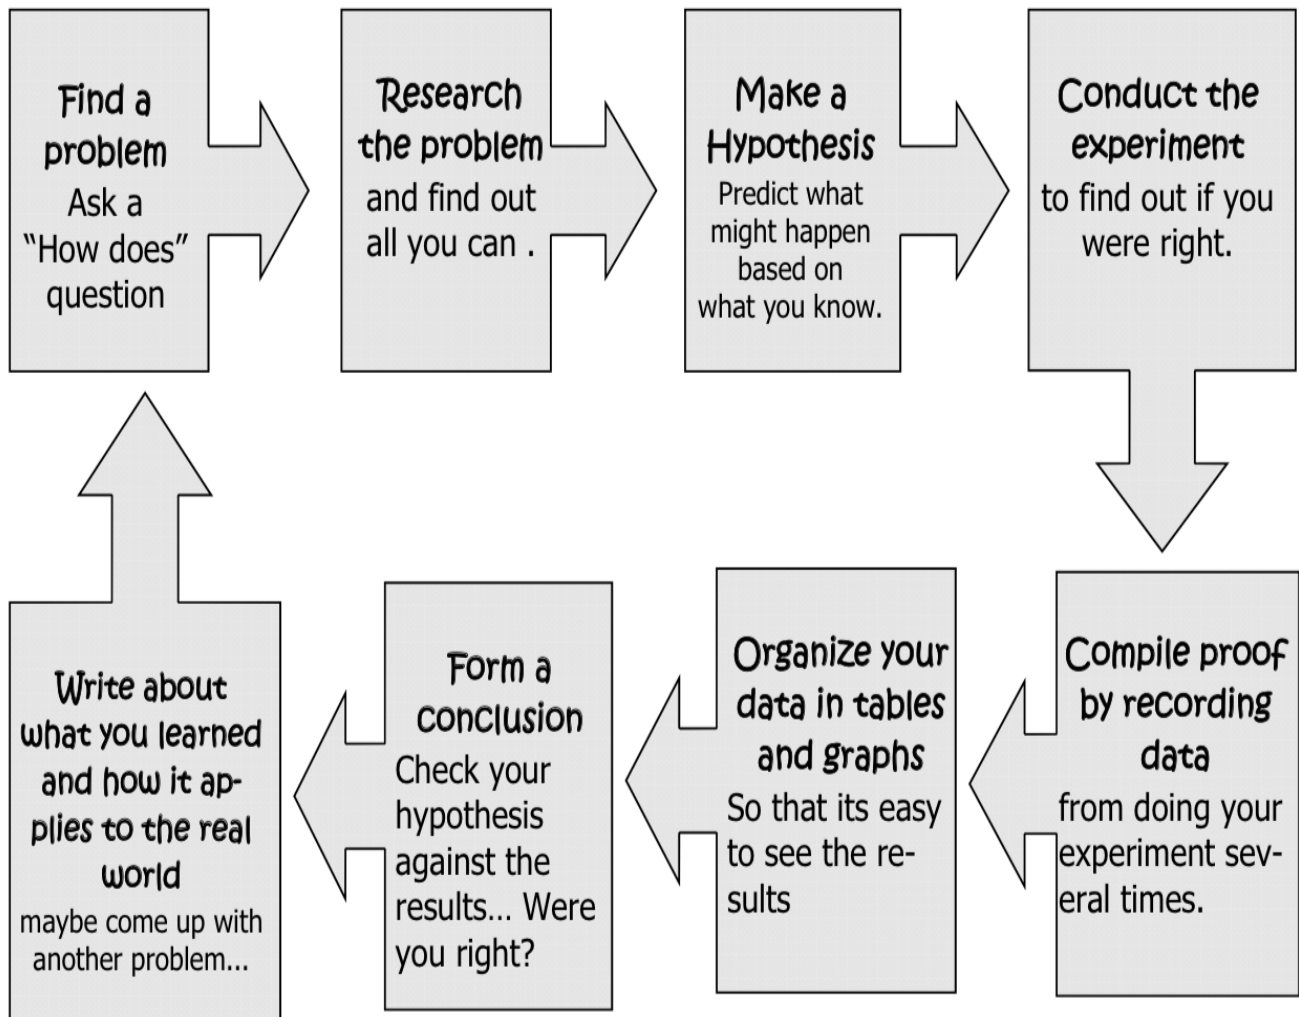 Find a
problem
Ask a
“How does”
question
Research
the problem
and find out
all you can .
Make a
Hypothesis
Predict what
might happen
based on
what you know.
Conduct the
experiment
to find out if you
were right.
Compile proof
by recording
data
from doing your
experiment sev-
eral times.
Organize your
data in tables
and graphs
So that its easy
to see the re-
sults
Form a
conclusion
Check your
hypothesis
against the
results... Were
you right?
Write about
what you learned
and how it ap-
plies to the real
world
maybe come up with
another problem...